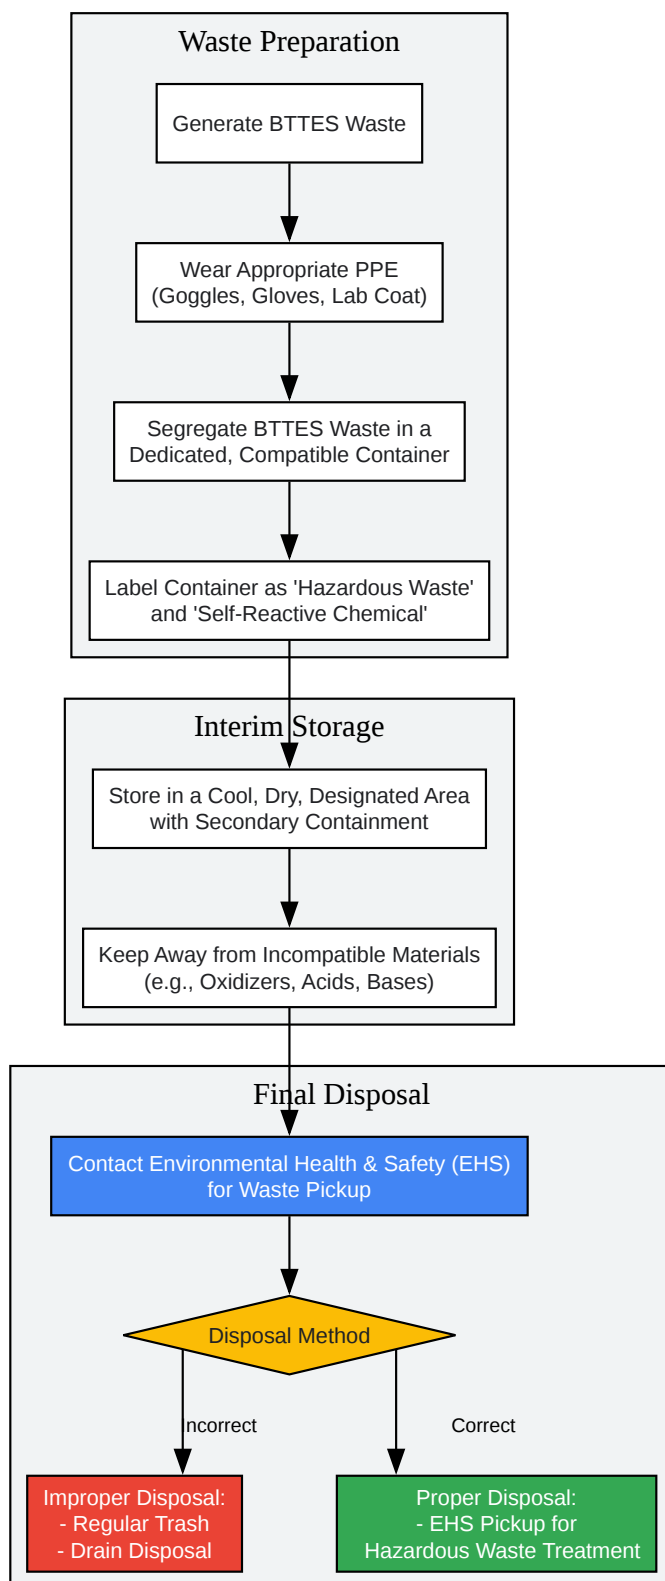 Waste Preparation
Generate BTTES Waste
Wear Appropriate PPE
(Goggles, Gloves, Lab Coat)
Segregate BTTES Waste in a
Dedicated, Compatible Container
Label Container as 'Hazardous Waste'
and 'Self-Reactive Chemical'
Interim Storage
Store in a Cool, Dry, Designated Area
with Secondary Containment
Keep Away from Incompatible Materials
(e.g., Oxidizers, Acids, Bases)
Final Disposal
Contact Environmental Health & Safety (EHS)
for Waste Pickup
Disposal Method
Incorrect
Correct
Improper Disposal:
- Regular Trash
- Drain Disposal
Proper Disposal:
- EHS Pickup for
Hazardous Waste Treatment